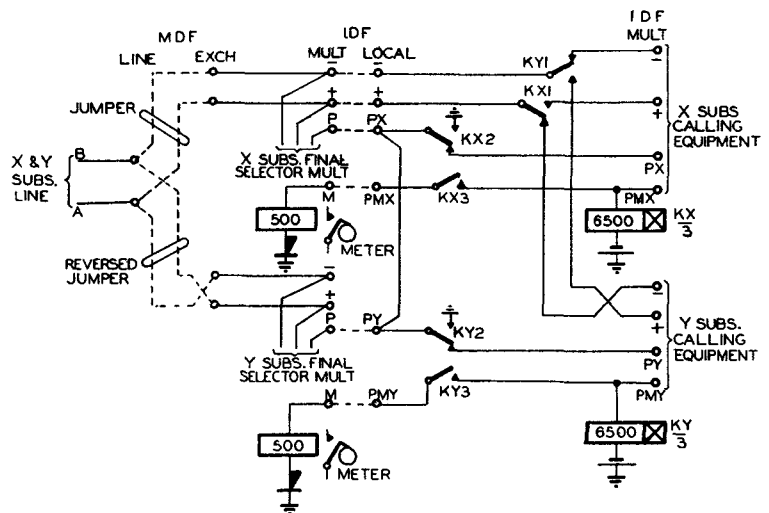 MDF
LINE EXCH
IDF
MULT LOCAL
IDF
MULT
− − KY1 −
JUMPER
+ + KX1 +
P PX
KX2
X SUBS
CALLING
EQUIPMENT
X & Y
SUBS.
LINE
B
A
X SUBS. FINAL
SELECTOR MULT
PX
M PMX KX3 PMX
500
METER
6500
KX
3
REVERSED
JUMPER
−
+
P PY KY2
−
+
Y SUBS.
CALLING
EQUIPMENT
PY
Y SUBS. FINAL
SELECTOR MULT
M PMY KY3 PMY
500
METER
6500
KY
3